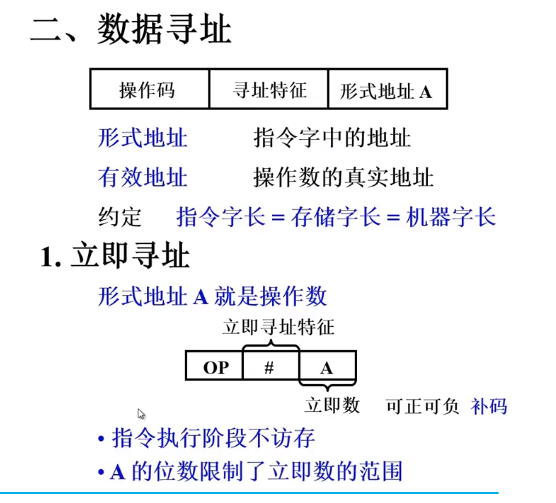 二、数据寻址
操作码 寻址特征 形式地址 A
形式地址 指令字中的地址
有效地址 操作数的真实地址
约定 指令字长 = 存储字长 = 机器字长
1. 立即寻址
形式地址 A 就是操作数
立即寻址特征
OP # A
立即数 可正可负 补码
• 指令执行阶段不访存
• A 的位数限制了立即数的范围